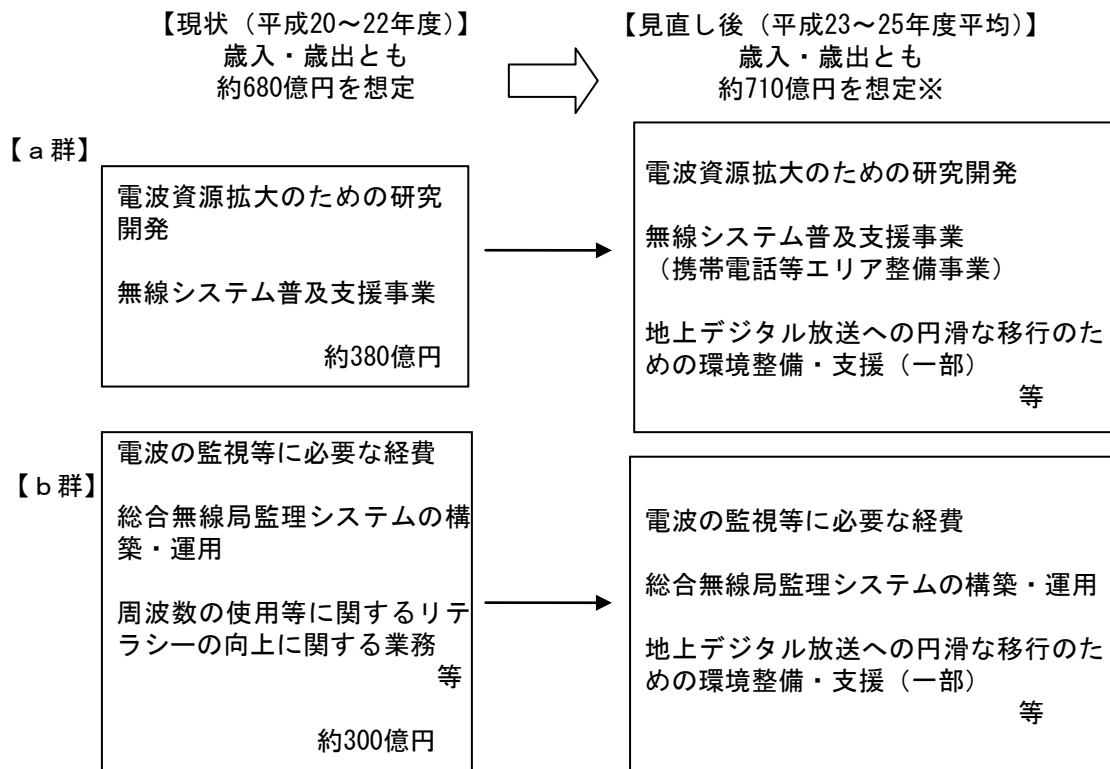 【現状（平成20～22年度）】
歳入・歳出とも
約680億円を想定
【見直し後（平成23～25年度平均）】
歳入・歳出とも
約710億円を想定※
【ａ群】
電波資源拡大のための研究
開発
無線システム普及支援事業
約380億円
電波資源拡大のための研究開発
無線システム普及支援事業
（携帯電話等エリア整備事業）
地上デジタル放送への円滑な移行のた
めの環境整備・支援（一部）
等
【ｂ群】
電波の監視等に必要な経費
総合無線局監理システムの構
築・運用
周波数の使用等に関するリテ
ラシーの向上に関する業務
等
約300億円
電波の監視等に必要な経費
総合無線局監理システムの構築・運用
地上デジタル放送への円滑な移行のた
めの環境整備・支援（一部）
等